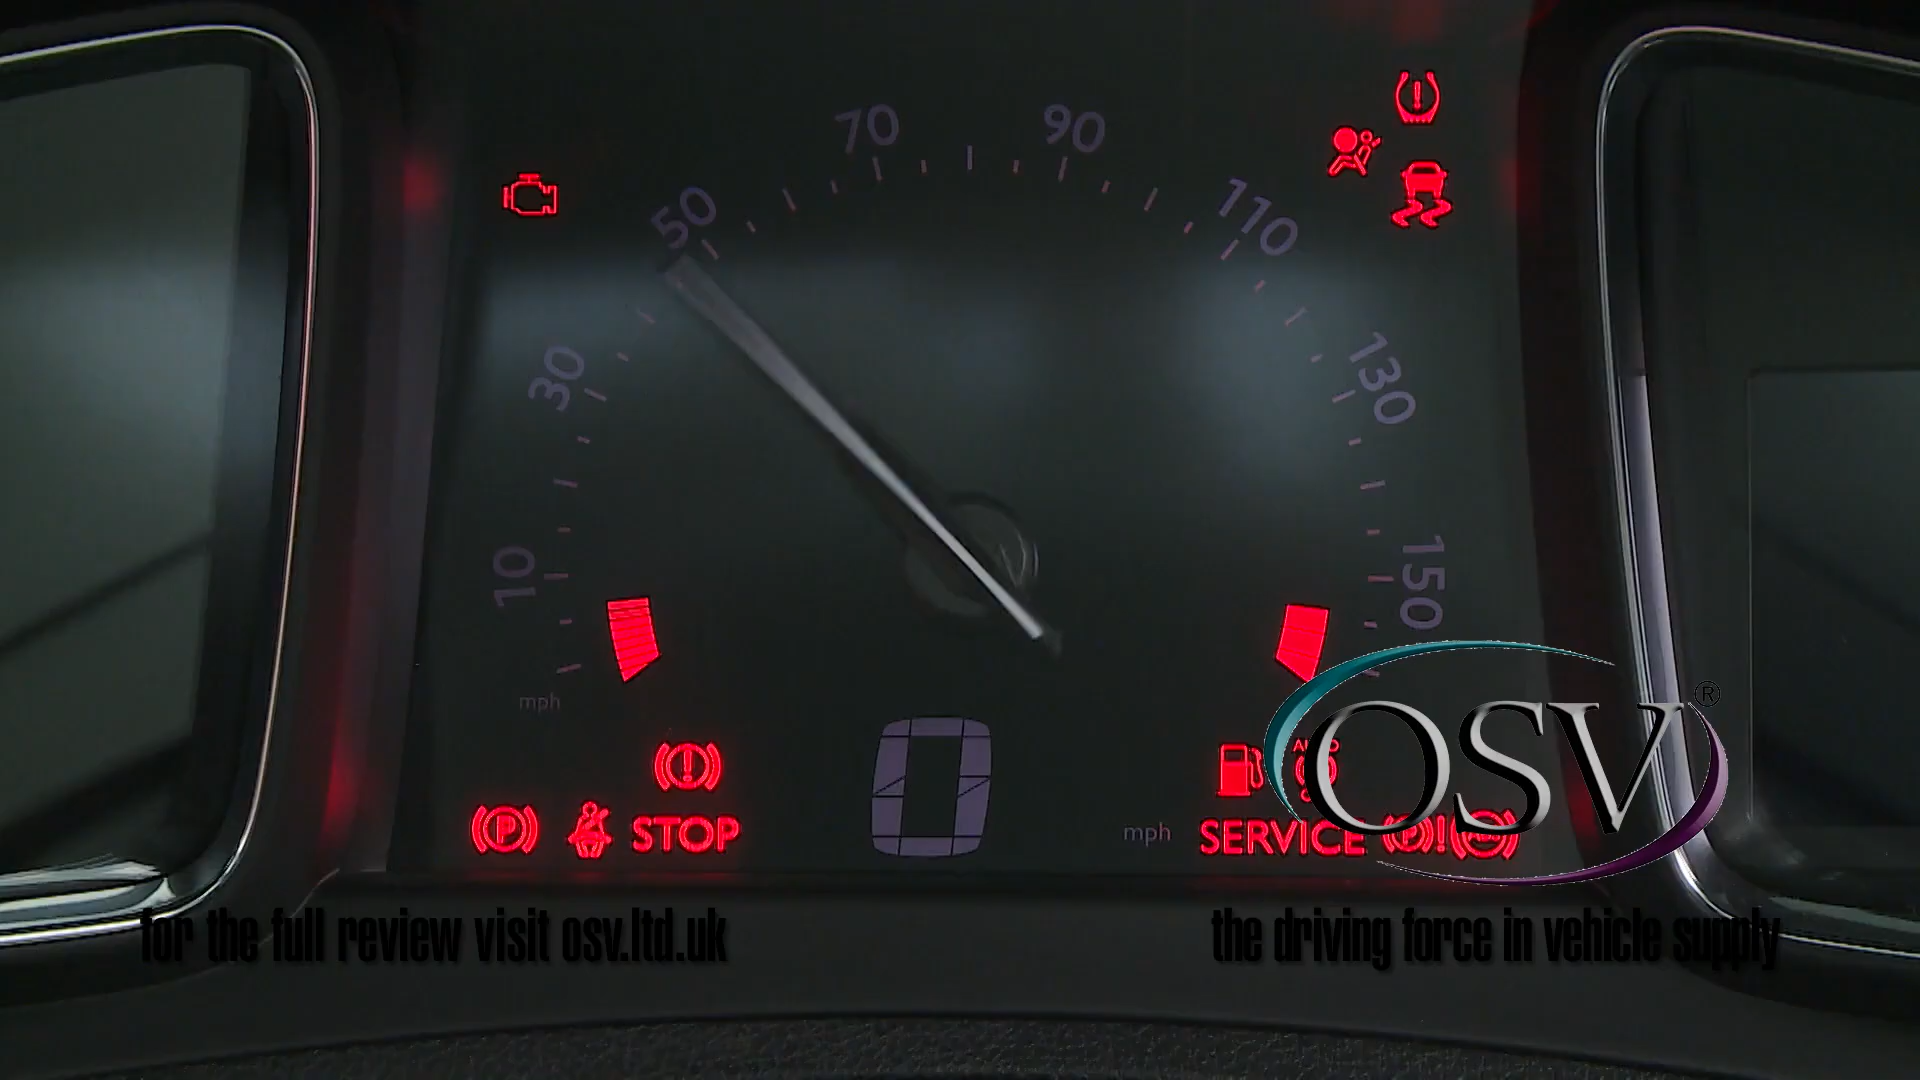 70
90
50
110
30
130
10
150
mph
0
mph
STOP
SERVICE
AUTO
OSV®
for the full review visit osv.ltd.uk
the driving force in vehicle supply